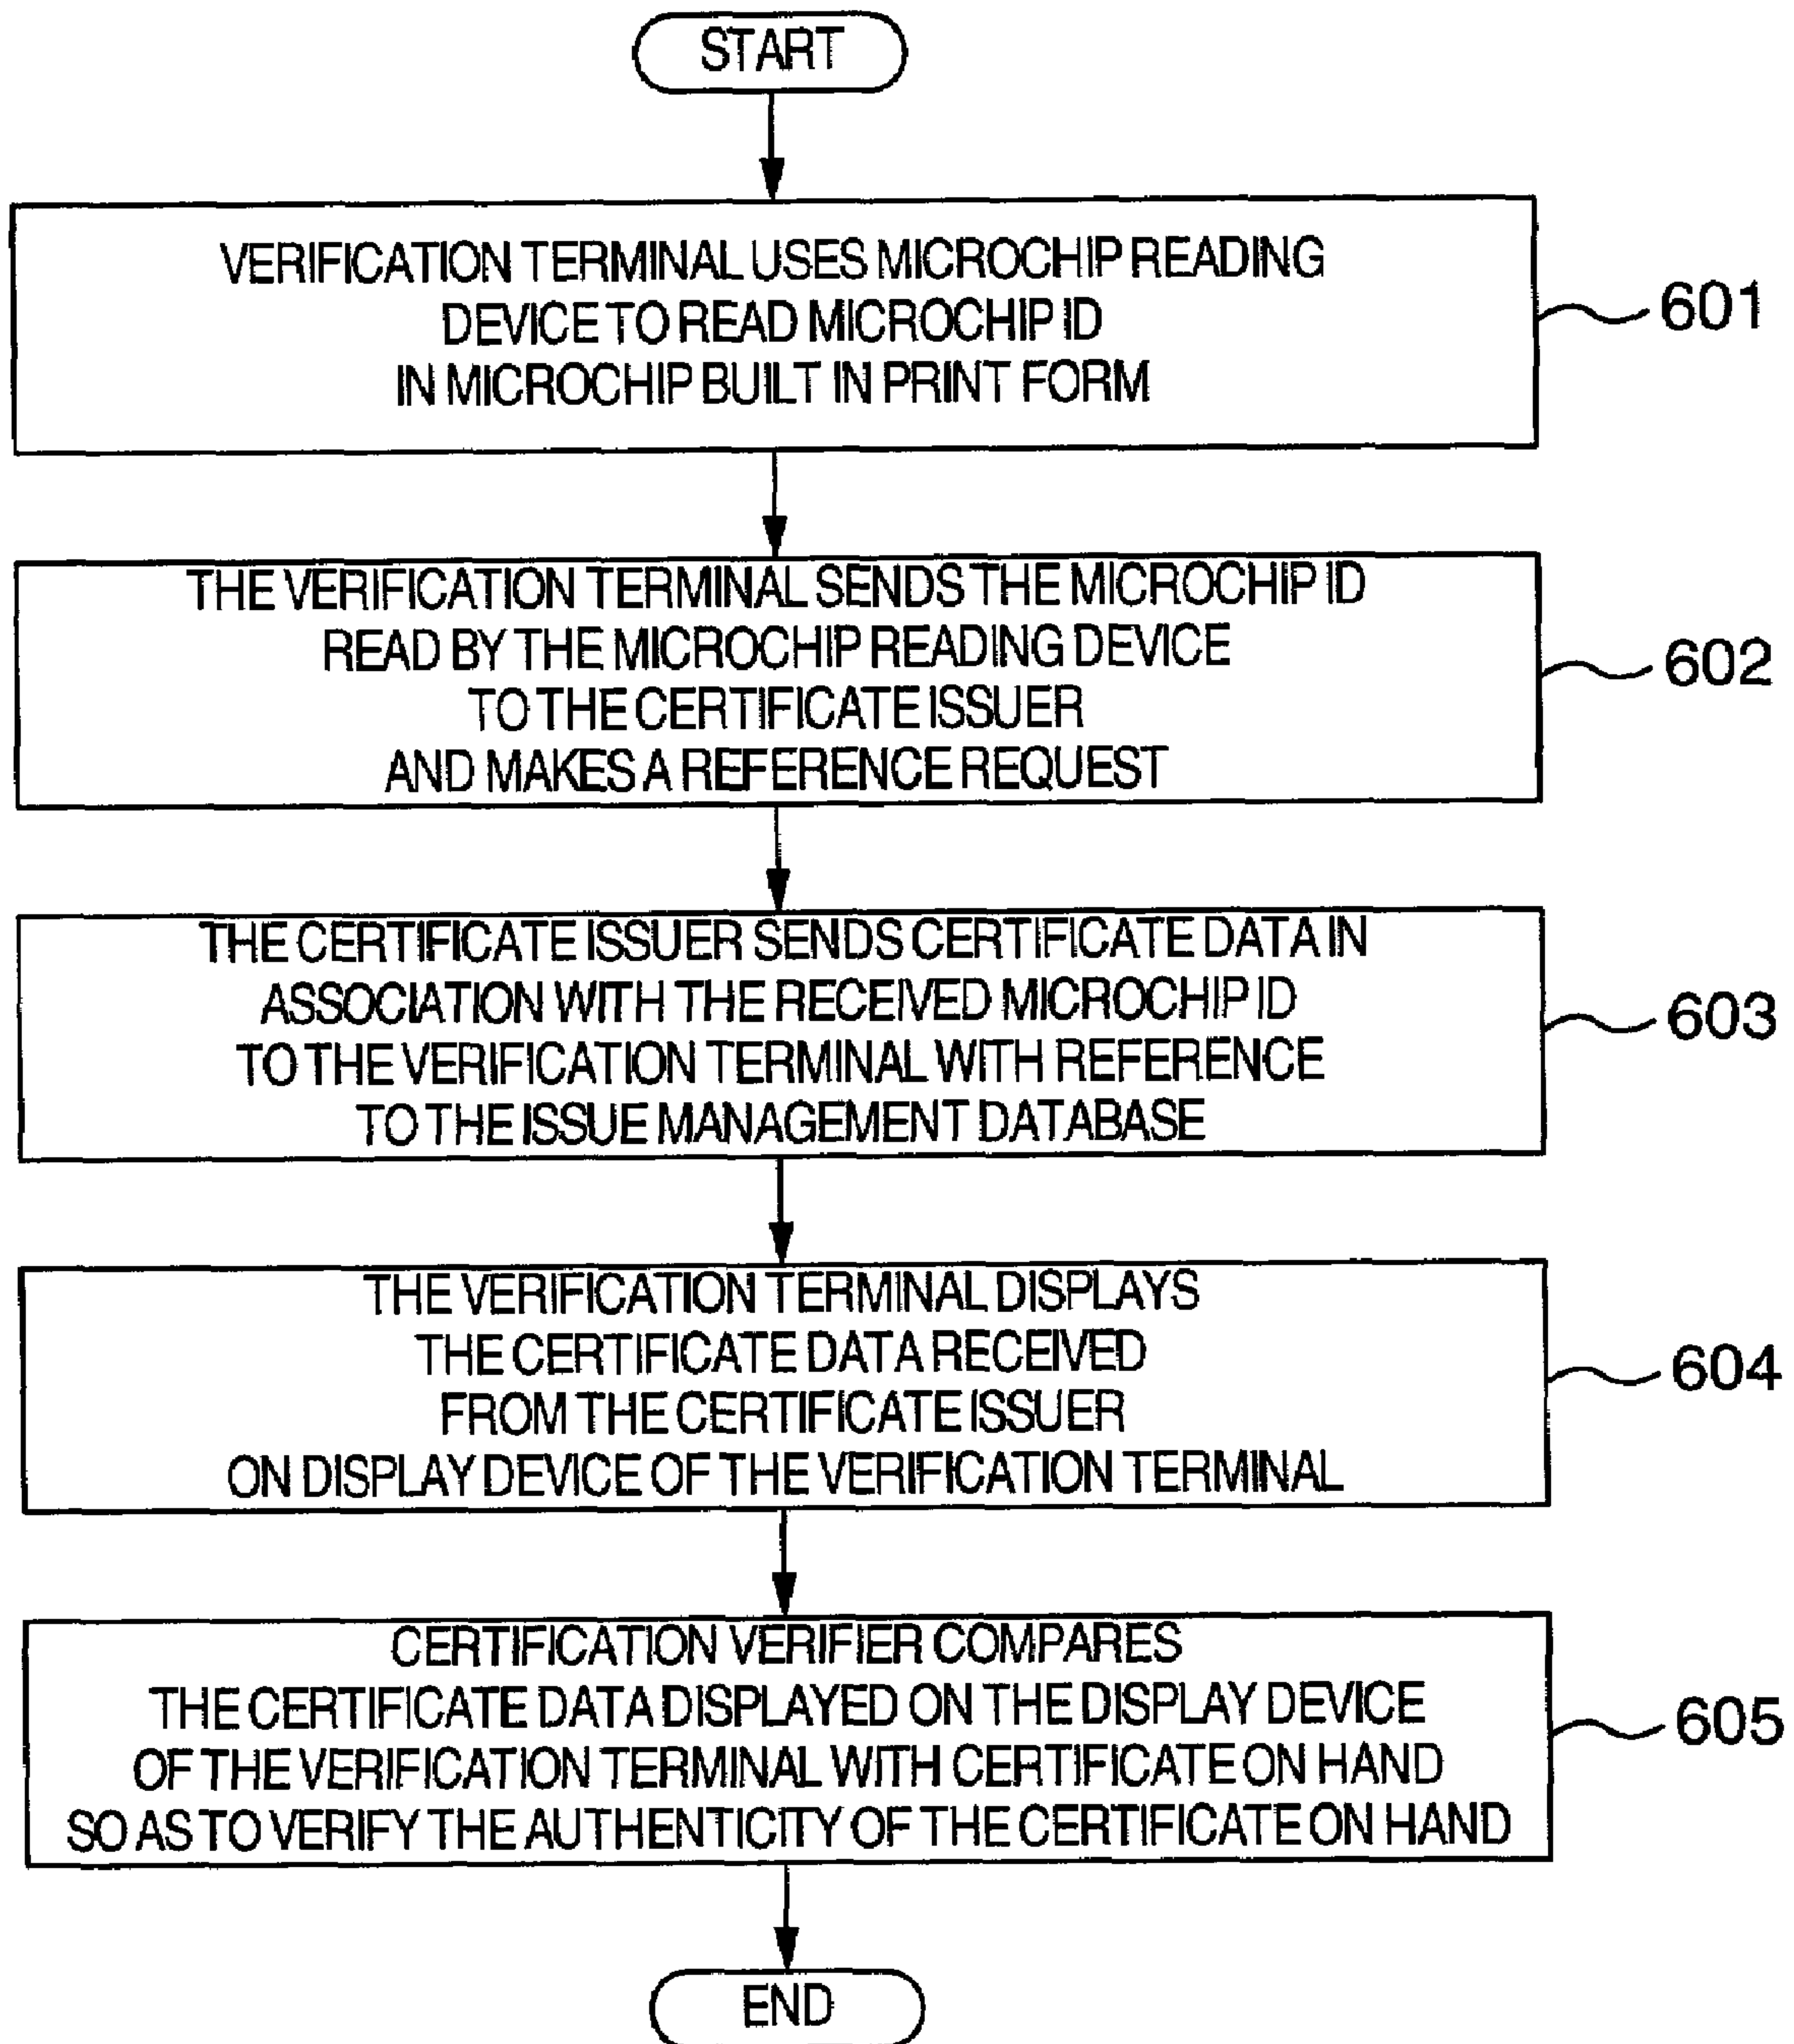 START
VERIFICATION TERMINAL USES MICROCHIP READING
DEVICE TO READ MICROCHIP ID
IN MICROCHIP BUILT IN PRINT FORM
601
THE VERIFICATION TERMINAL SENDS THE MICROCHIP ID
READ BY THE MICROCHIP READING DEVICE
TO THE CERTIFICATE ISSUER
AND MAKES A REFERENCE REQUEST
602
THE CERTIFICATE ISSUER SENDS CERTIFICATE DATA IN
ASSOCIATION WITH THE RECEIVED MICROCHIP ID
TO THE VERIFICATION TERMINAL WITH REFERENCE
TO THE ISSUE MANAGEMENT DATABASE
603
THE VERIFICATION TERMINAL DISPLAYS
THE CERTIFICATE DATA RECEIVED
FROM THE CERTIFICATE ISSUER
ON DISPLAY DEVICE OF THE VERIFICATION TERMINAL
604
CERTIFICATION VERIFIER COMPARES
THE CERTIFICATE DATA DISPLAYED ON THE DISPLAY DEVICE
OF THE VERIFICATION TERMINAL WITH CERTIFICATE ON HAND
SO AS TO VERIFY THE AUTHENTICITY OF THE CERTIFICATE ON HAND
605
END